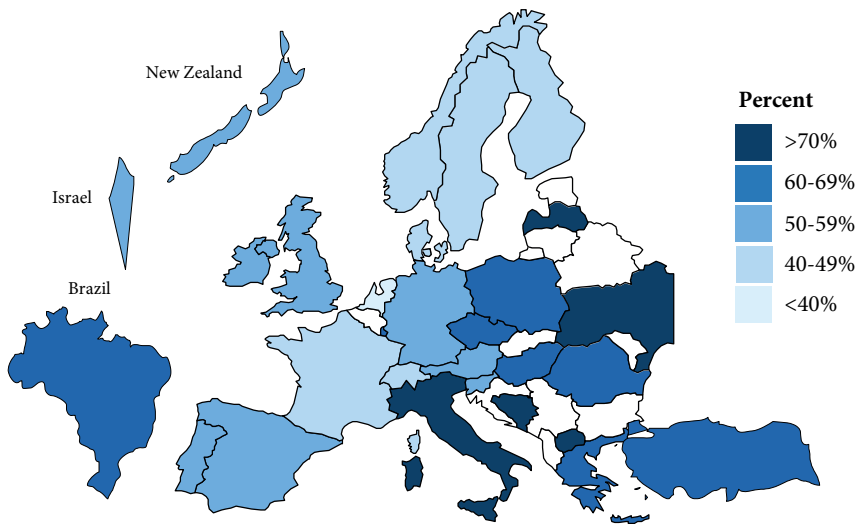 New Zealand
Israel
Brazil
Percent
>70%
60-69%
50-59%
40-49%
<40%